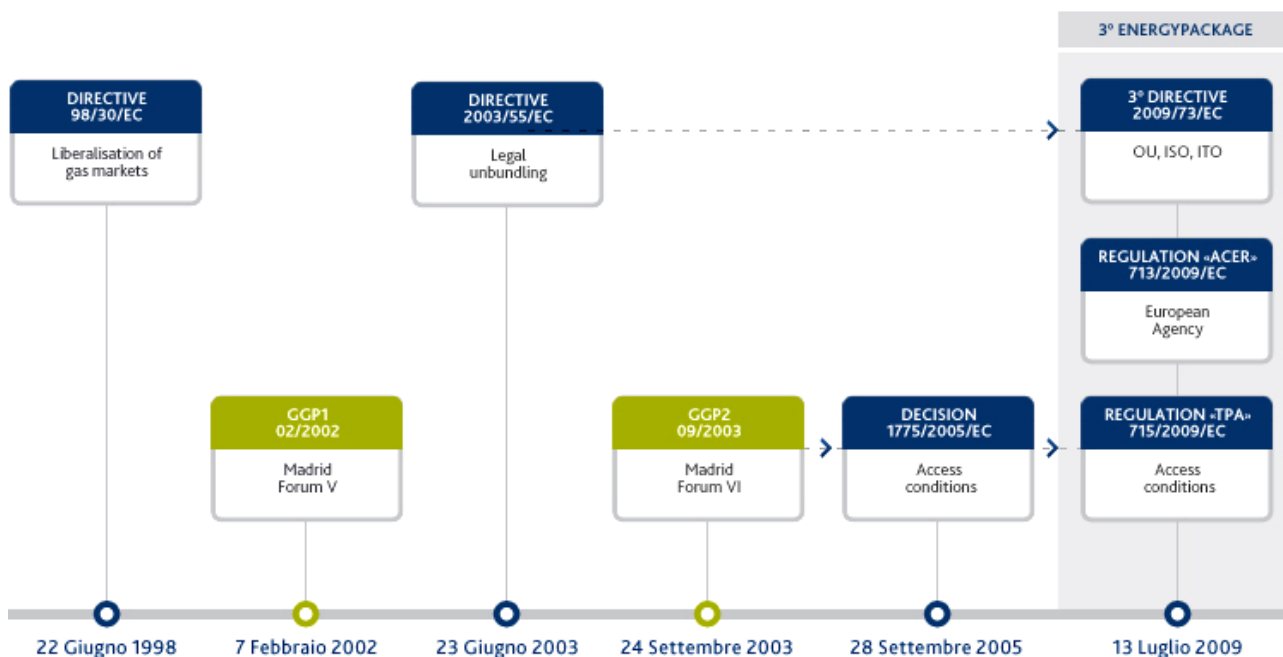 3º ENERGYPACKAGE
DIRECTIVE
98/30/EC
Liberalisation of
gas markets
DIRECTIVE
2003/55/EC
Legal
unbundling
3º DIRECTIVE
2009/73/EC
OU, ISO, ITO
REGULATION «ACER»
713/2009/EC
European
Agency
GGP1
02/2002
Madrid
Forum V
GGP2
09/2003
Madrid
Forum VI
DECISION
1775/2005/EC
Access
conditions
REGULATION «TPA»
715/2009/EC
Access
conditions
22 Giugno 1998
7 Febbraio 2002
23 Giugno 2003
24 Settembre 2003
28 Settembre 2005
13 Luglio 2009